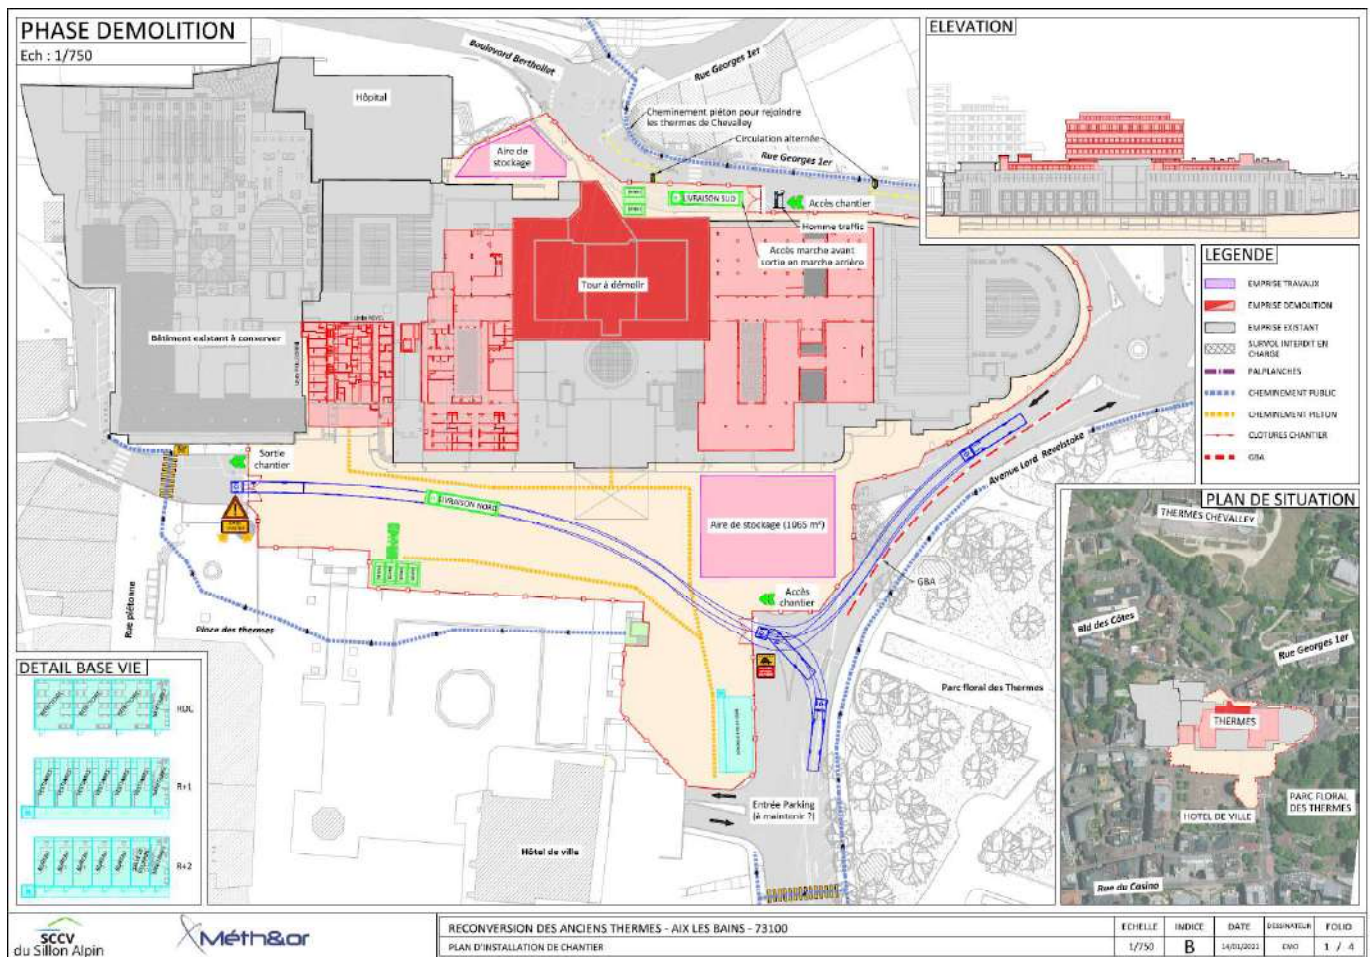 PHASE DEMOLITION
Ech : 1/750
Boulevard Berthollet
Rue Georges 1er
Hôpital
Cheminement piéton pour rejoindre
les thermes de Chevalley
Circulation alternée
Rue Georges 1er
Aire de
stockage
LIVRAISON SUD
Accès chantier
Homme traffic
Accès marche avant
sortie en marche arrière
Tour à démolir
Bâtiment existant à conserver
Sortie
chantier
LIVRAISON NORD
Aire de stockage (1065 m²)
Avenue Lord Revelstoke
GBA
Accès
chantier
Rue piétonne
Place des thermes
Parc floral des Thermes
Entrée Parking
(à maintenir ?)
Hôtel de ville
ELEVATION
LEGENDE
EMPRISE TRAVAUX
EMPRISE DEMOLITION
EMPRISE EXISTANT
SURVOL INTERDIT EN
CHARGE
PALPLANCHES
CHEMINEMENT PUBLIC
CHEMINEMENT PIETON
CLOTURES CHANTIER
GBA
PLAN DE SITUATION
THERMES CHEVALLEY
Bld des Côtes
Rue Georges 1er
THERMES
PARC FLORAL
DES THERMES
HOTEL DE VILLE
Rue du Casino
DETAIL BASE VIE
RDC
R+1
R+2
SCCV
du Sillon Alpin
Méth&or
RECONVERSION DES ANCIENS THERMES - AIX LES BAINS - 73100
PLAN D'INSTALLATION DE CHANTIER
ECHELLE
INDICE
DATE
DESSINATEUR
FOLIO
1/750
B
14/01/2021
1 / 4